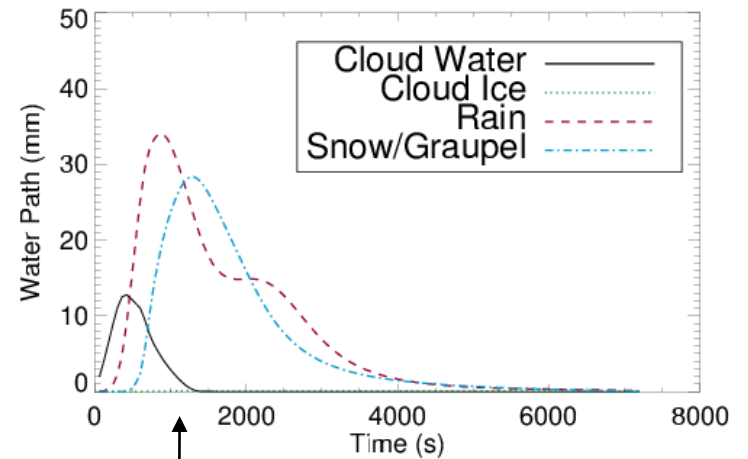 50
40
30
20
10
0
Water Path (mm)
Cloud Water
Cloud Ice
Rain
Snow/Graupel
0 2000 4000 6000 8000
Time (s)